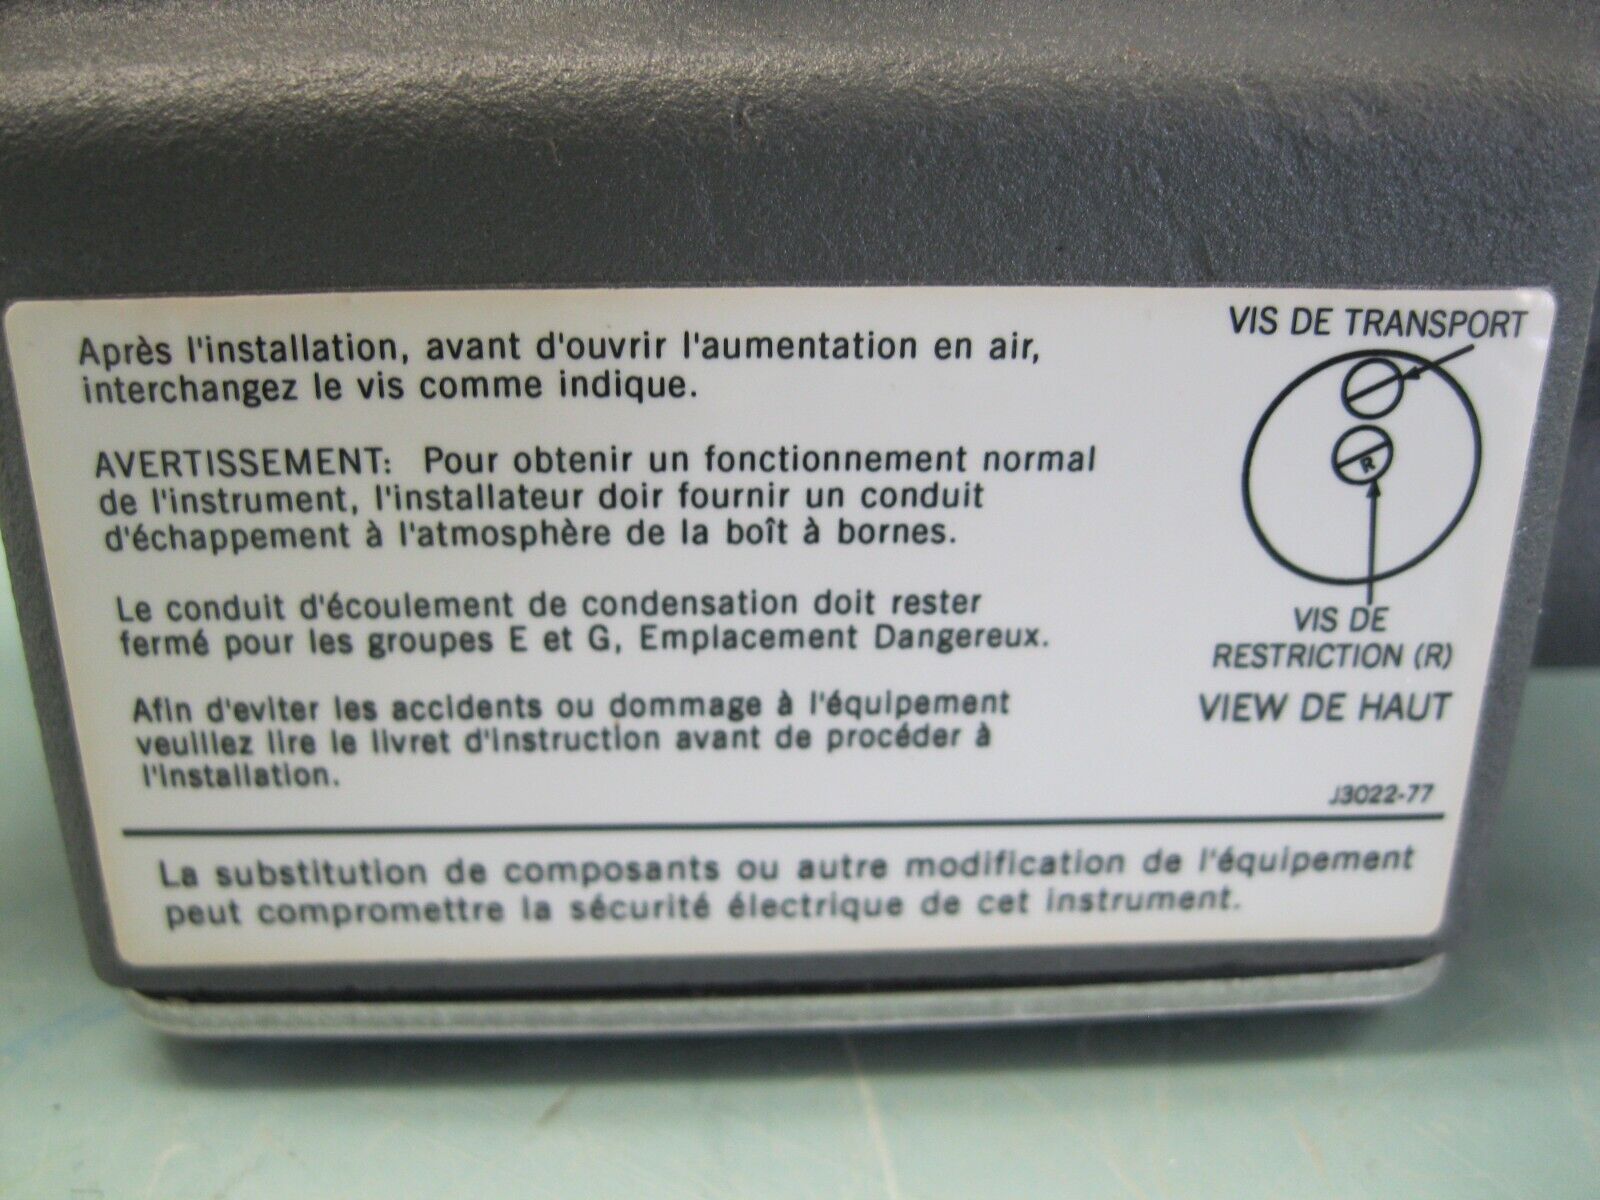 Après l'installation, avant d'ouvrir l'aumentation en air,
interchangez le vis comme indique.
AVERTISSEMENT: Pour obtenir un fonctionnement normal
de l'instrument, l'installateur doir fournir un conduit
d'échappement à l'atmosphère de la boît à bornes.
Le conduit d'écoulement de condensation doit rester
fermé pour les groupes E et G, Emplacement Dangereux.
Afin d'eviter les accidents ou dommage à l'équipement
veuillez lire le livret d'instruction avant de procéder à
l'installation.
VIS DE TRANSPORT
R
VIS DE
RESTRICTION (R)
VIEW DE HAUT
J3022-77
La substitution de composants ou autre modification de l'équipement
peut compromettre la sécurité électrique de cet instrument.